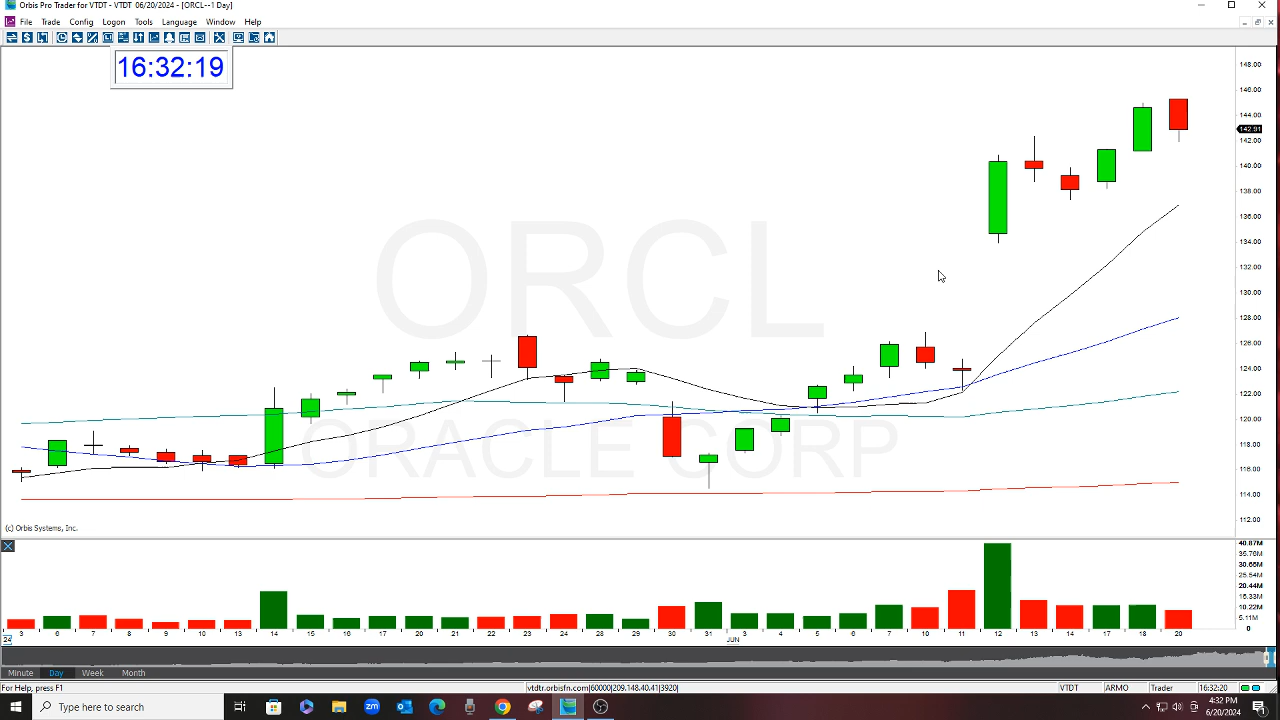 Orbis Pro Trader for VTDT - VTDT 06/20/2024 - [ORCL--1 Day]
File Trade Config Logon Tools Language Window Help
16:32:19
148.00
146.00
144.00
142.91
142.00
140.00
138.00
136.00
134.00
132.00
130.00
128.00
126.00
124.00
122.00
120.00
118.00
116.00
114.00
112.00
ORCL
ORACLE CORP
(c) Orbis Systems, Inc.
40.87M
35.76M
30.66M
25.54M
20.44M
15.33M
10.22M
5.11M
0
3 6 7 8 9 10 13 14 15 16 17 20 21 22 23 24 28 29 30 31 3 4 5 6 7 10 11 12 13 14 17 18 20
24 JUN
Minute Day Week Month
For Help, press F1 vtdtr.orbisfn.com|60000|209.148.40.41|3920| VTDT ARMO Trader 16:32:20
Type here to search
4:32 PM
6/20/2024